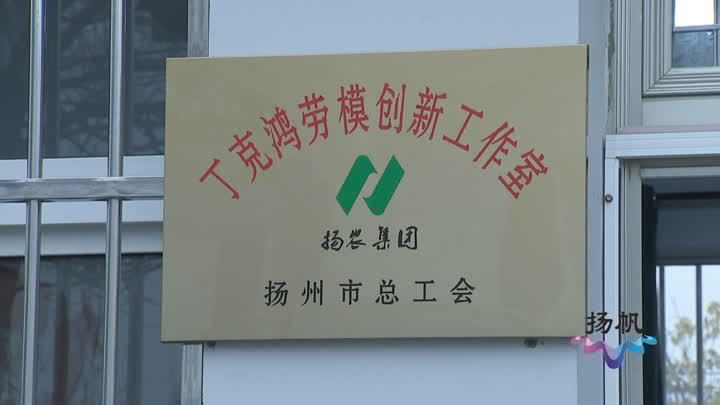 丁克鸿劳模创新工作室
扬农集团
扬州市总工会
扬帆